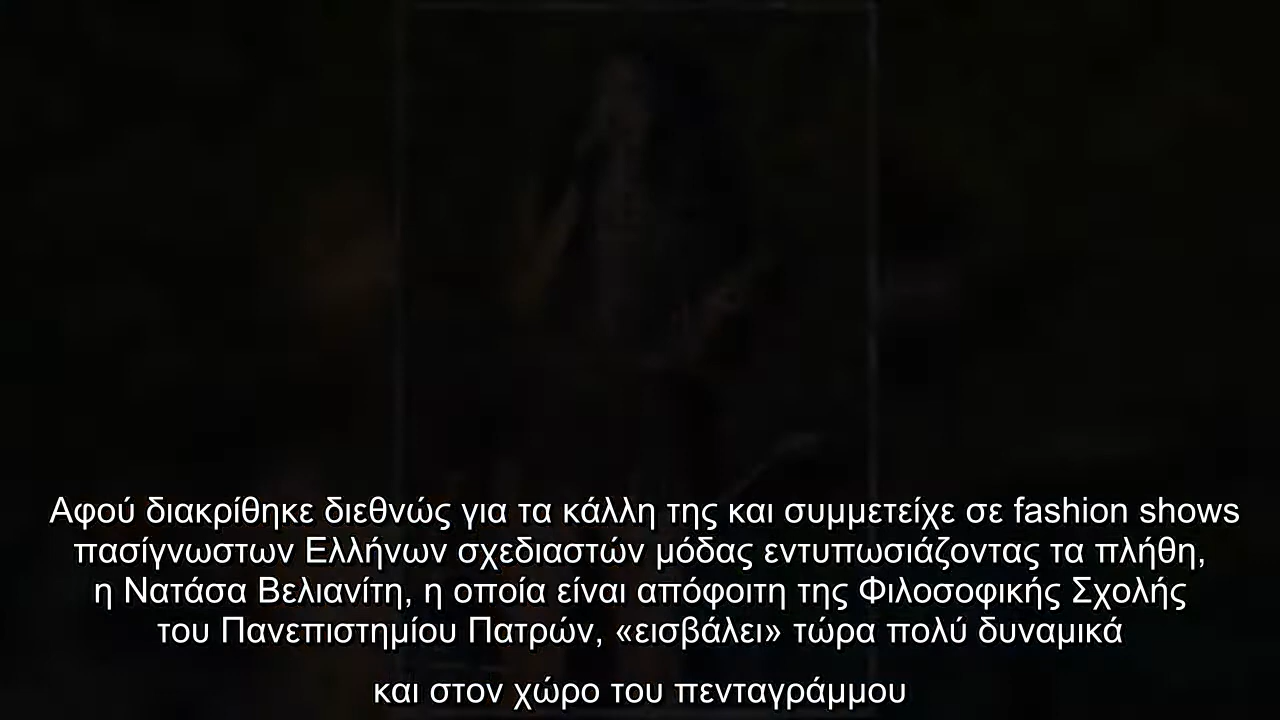 Αφού διακρίθηκε διεθνώς για τα κάλλη της και συμμετείχε σε fashion shows
πασίγνωστων Ελλήνων σχεδιαστών μόδας εντυπωσιάζοντας τα πλήθη,
η Νατάσα Βελιανίτη, η οποία είναι απόφοιτη της Φιλοσοφικής Σχολής
του Πανεπιστημίου Πατρών, «εισβάλει» τώρα πολύ δυναμικά
και στον χώρο του πενταγράμμου